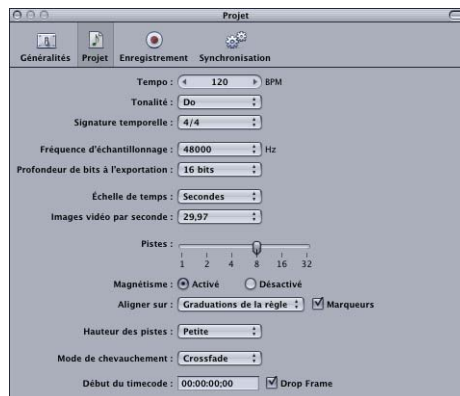 Projet
Généralités Projet Enregistrement Synchronisation
Tempo : 120 BPM
Tonalité : Do
Signature temporelle : 4/4
Fréquence d'échantillonnage : 48000 Hz
Profondeur de bits à l'exportation : 16 bits
Échelle de temps : Secondes
Images vidéo par seconde : 29,97
Pistes :
1 2 4 8 16 32
Magnétisme : Activé Désactivé
Aligner sur : Graduations de la règle Marqueurs
Hauteur des pistes : Petite
Mode de chevauchement : Crossfade
Début du timecode : 00:00:00;00 Drop Frame